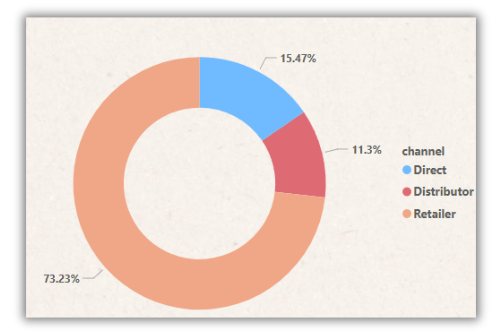 15.47%
11.3%
73.23%
channel
Direct
Distributor
Retailer